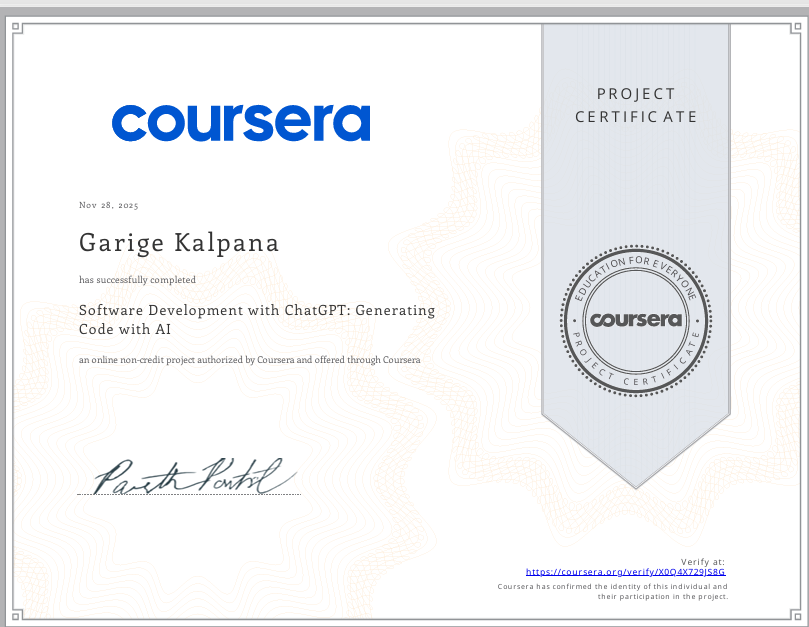 coursera
PROJECT
CERTIFICATE
Nov 28, 2025
Garige Kalpana
has successfully completed
Software Development with ChatGPT: Generating
Code with AI
an online non-credit project authorized by Coursera and offered through Coursera
EDUCATION FOR EVERYONE
coursera
PROJECT CERTIFICATE
Verify at:
https://coursera.org/verify/X0Q4X729JS8G
Coursera has confirmed the identity of this individual and
their participation in the project.